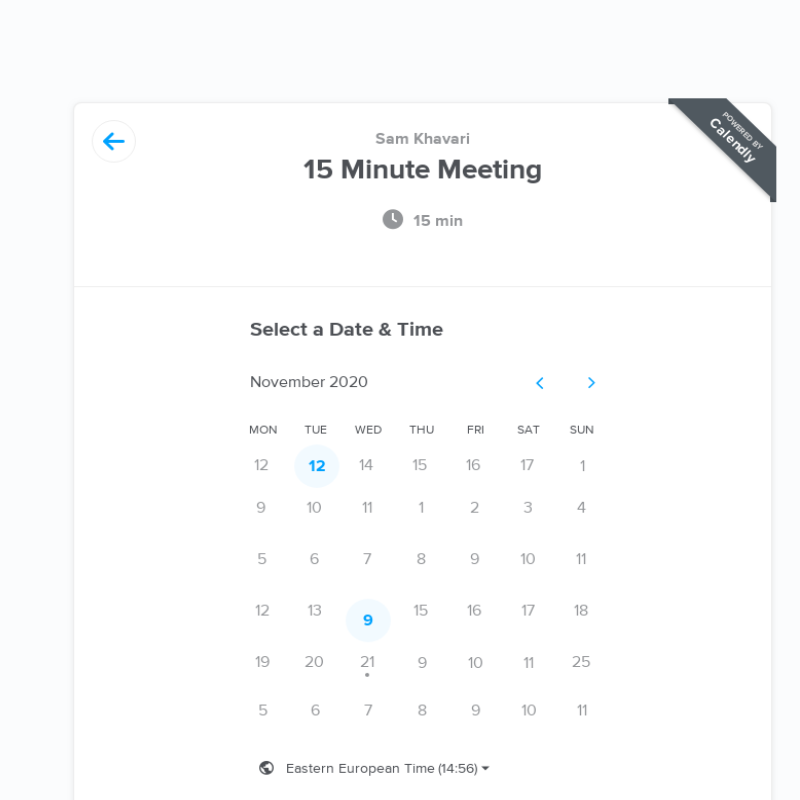 POWERED BY
Calendly
Sam Khavari
15 Minute Meeting
15 min
Select a Date & Time
November 2020
MON TUE WED THU FRI SAT SUN
12 12 14 15 16 17 1
9 10 11 1 2 3 4
5 6 7 8 9 10 11
12 13 9 15 16 17 18
19 20 21 9 10 11 25
5 6 7 8 9 10 11
Eastern European Time (14:56)